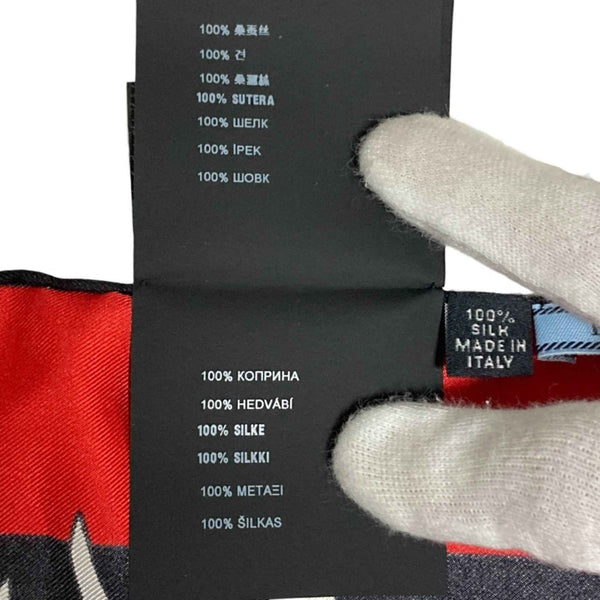 100% 桑蚕丝
100% 견
100% 桑蠶絲
100% SUTERA
100% ШЕЛК
100% İPEK
100% ШОВК
100%
SILK
MADE IN
ITALY
100% КОПРИНА
100% HEDVÁBÍ
100% SILKE
100% SILKKI
100% ΜΕΤΑΞΙ
100% ŠILKAS